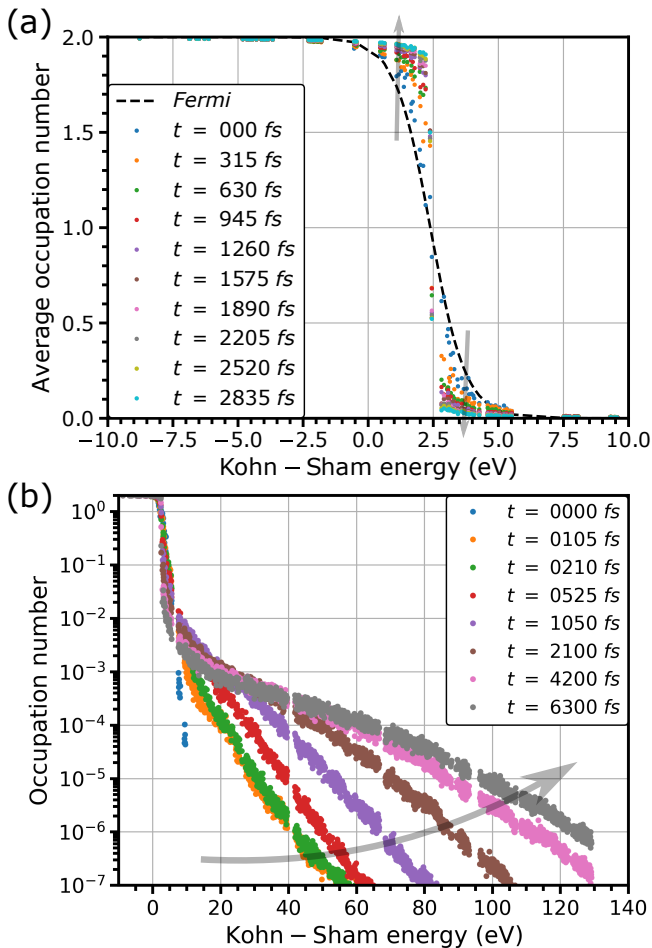 (a)
2.0
1.5
1.0
0.5
0.0
Average occupation number
Fermi
t = 000 fs
t = 315 fs
t = 630 fs
t = 945 fs
t = 1260 fs
t = 1575 fs
t = 1890 fs
t = 2205 fs
t = 2520 fs
t = 2835 fs
−10.0 −7.5 −5.0 −2.5 0.0 2.5 5.0 7.5 10.0
Kohn − Sham energy (eV)
(b)
10⁰
10⁻¹
10⁻²
10⁻³
10⁻⁴
10⁻⁵
10⁻⁶
10⁻⁷
Occupation number
t = 0000 fs
t = 0105 fs
t = 0210 fs
t = 0525 fs
t = 1050 fs
t = 2100 fs
t = 4200 fs
t = 6300 fs
0 20 40 60 80 100 120 140
Kohn − Sham energy (eV)